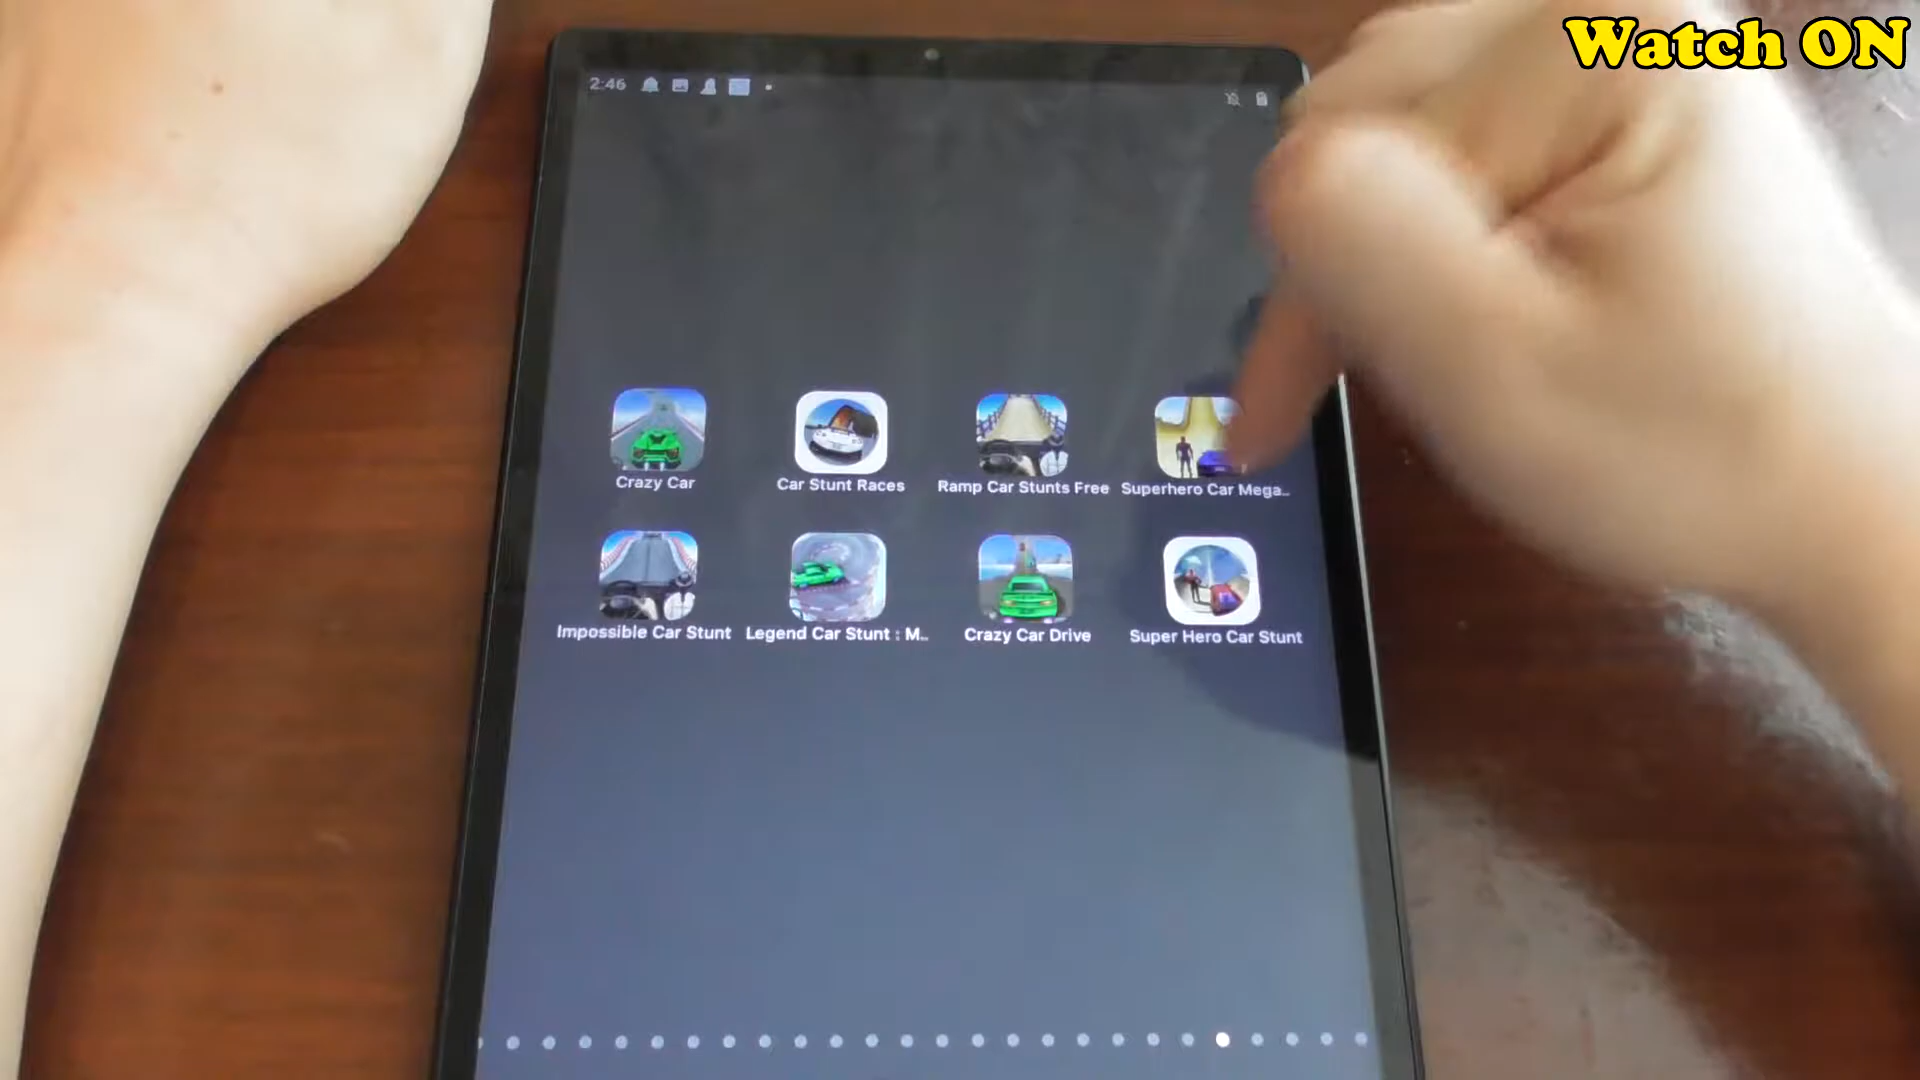 Watch ON
2:46
Crazy Car
Car Stunt Races
Ramp Car Stunts Free
Superhero Car Mega..
Impossible Car Stunt
Legend Car Stunt : M..
Crazy Car Drive
Super Hero Car Stunt